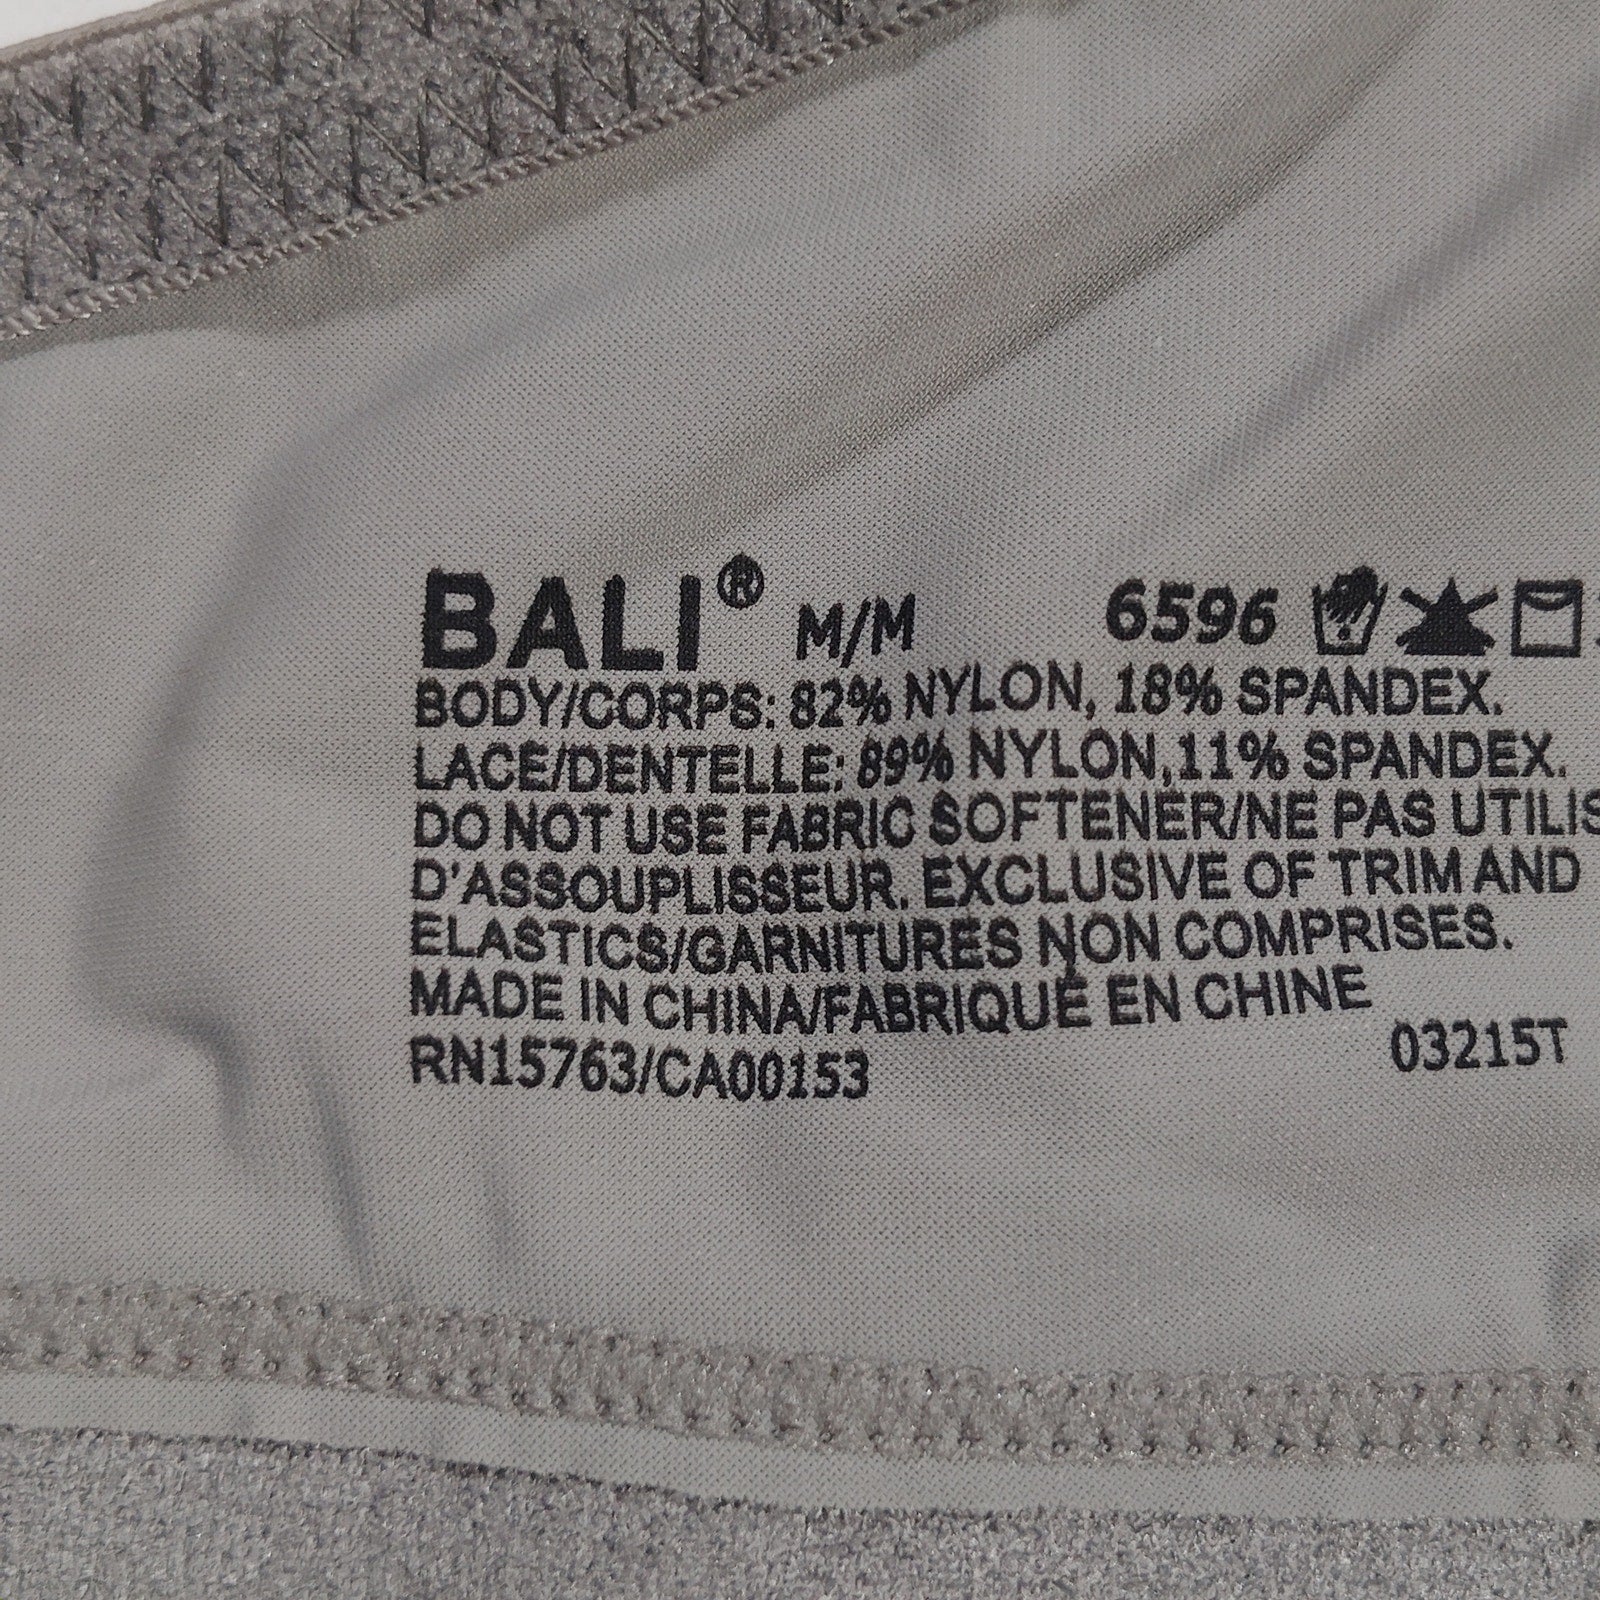 BALI® M/M 6596
BODY/CORPS: 82% NYLON, 18% SPANDEX.
LACE/DENTELLE: 89% NYLON, 11% SPANDEX.
DO NOT USE FABRIC SOFTENER/NE PAS UTILIS
D'ASSOUPLISSEUR. EXCLUSIVE OF TRIM AND
ELASTICS/GARNITURES NON COMPRISES.
MADE IN CHINA/FABRIQUÉ EN CHINE
RN15763/CA00153 03215T